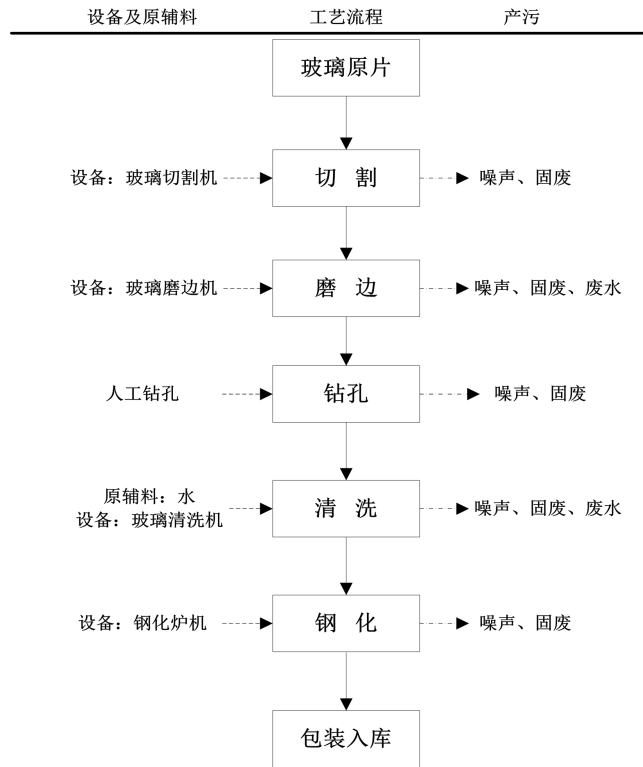 设备及原辅料 工艺流程 产污
玻璃原片
设备：玻璃切割机 切 割 噪声、固废
设备：玻璃磨边机 磨 边 噪声、固废、废水
人工钻孔 钻孔 噪声、固废
原辅料：水
设备：玻璃清洗机 清 洗 噪声、固废、废水
设备：钢化炉机 钢 化 噪声、固废
包装入库